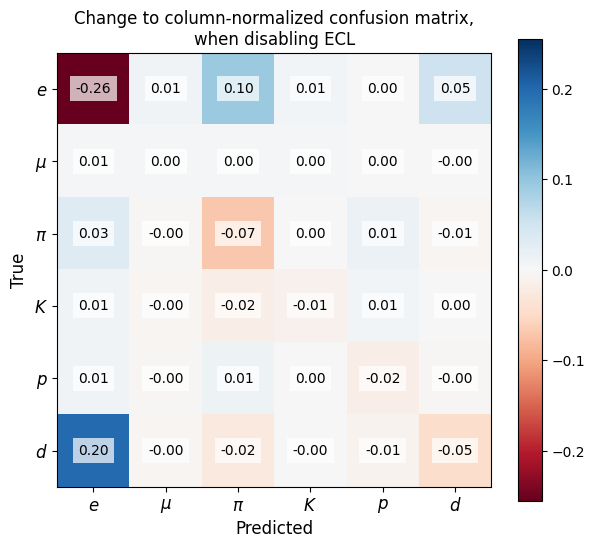 Change to column-normalized confusion matrix,
when disabling ECL
e -0.26 0.01 0.10 0.01 0.00 0.05
μ 0.01 0.00 0.00 0.00 0.00 -0.00
π 0.03 -0.00 -0.07 0.00 0.01 -0.01
K 0.01 -0.00 -0.02 -0.01 0.01 0.00
p 0.01 -0.00 0.01 0.00 -0.02 -0.00
d 0.20 -0.00 -0.02 -0.00 -0.01 -0.05
e μ π K p d
Predicted
True
0.2
0.1
0.0
−0.1
−0.2